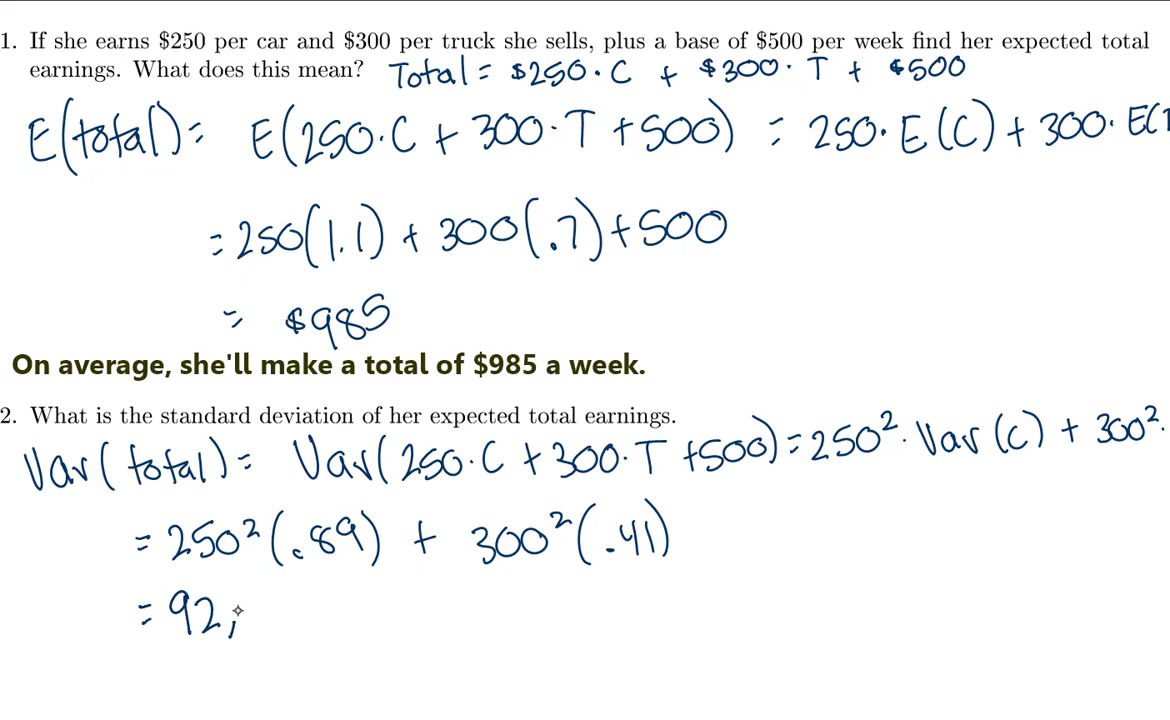 1. If she earns $250 per car and $300 per truck she sells, plus a base of $500 per week find her expected total
earnings. What does this mean? Total = $250·C + $300·T + $500
E(total) = E(250·C + 300·T + 500) = 250·E(C) + 300·E(T
= 250(1.1) + 300(.7) + 500
= $985
On average, she'll make a total of $985 a week.
2. What is the standard deviation of her expected total earnings.
Var(total) = Var(250·C + 300·T + 500) = 250²·Var(C) + 300²·
= 250²(.89) + 300²(.41)
= 92,